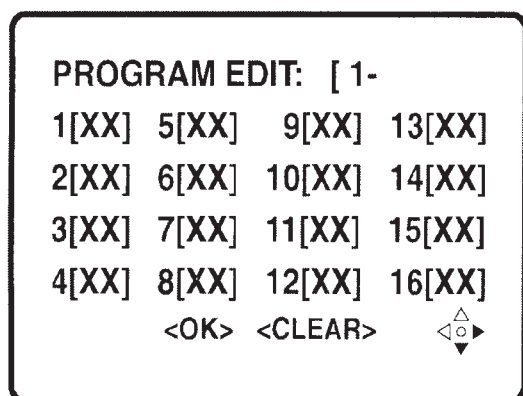 PROGRAM EDIT: [ 1-
1[XX] 5[XX] 9[XX] 13[XX]
2[XX] 6[XX] 10[XX] 14[XX]
3[XX] 7[XX] 11[XX] 15[XX]
4[XX] 8[XX] 12[XX] 16[XX]
<OK> <CLEAR>